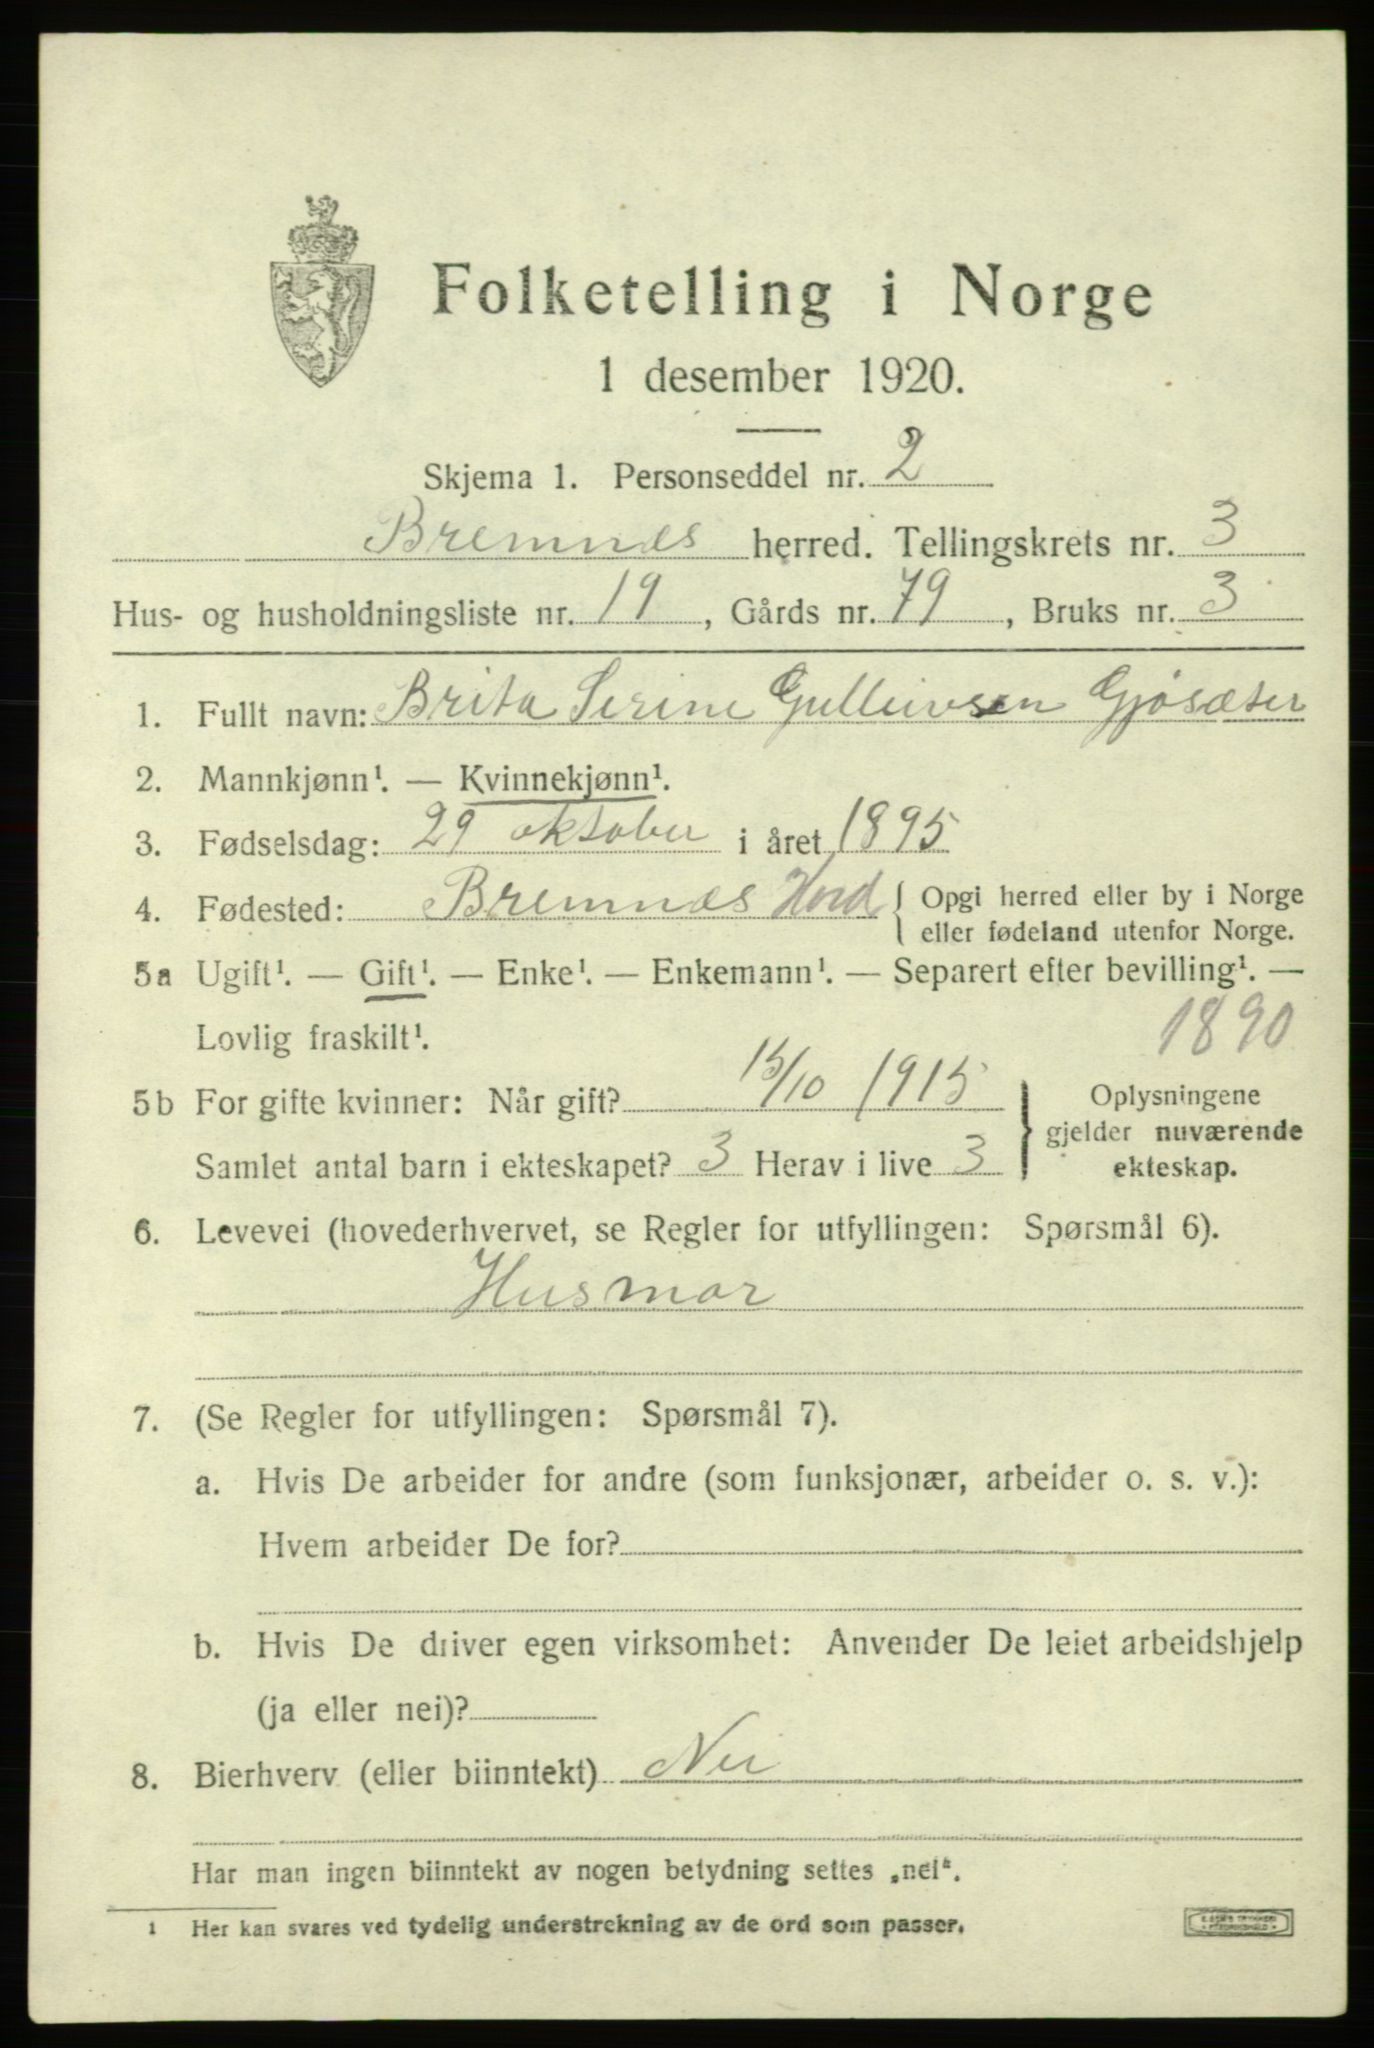 Folketelling i Norge
1 desember 1920.
Skjema 1. Personseddel nr. 2
Bremnes herred. Tellingskrets nr. 3
Hus- og husholdningsliste nr. 19, Gårds nr. 79, Bruks nr. 3
1. Fullt navn: Brita Serine Gulleivsen Gjøsæter
2. Mannkjønn¹. — Kvinnekjønn¹.
3. Fødselsdag: 29 oktober i året 1895
4. Fødested: Bremnes Hord { Opgi herred eller by i Norge
eller fødeland utenfor Norge.
5a Ugift¹. — Gift¹. — Enke¹. — Enkemann¹. — Separert efter bevilling¹. —
Lovlig fraskilt¹. 1890
5b For gifte kvinner: Når gift? 15/10 1915 } Oplysningene
gjelder nuværende
Samlet antal barn i ekteskapet? 3 Herav i live 3 ekteskap.
6. Levevei (hovederhvervet, se Regler for utfyllingen: Spørsmål 6).
Husmor
7. (Se Regler for utfyllingen: Spørsmål 7).
a. Hvis De arbeider for andre (som funksjonær, arbeider o. s. v.):
Hvem arbeider De for?
b. Hvis De driver egen virksomhet: Anvender De leiet arbeidshjelp
(ja eller nei)?
8. Bierhverv (eller biinntekt) Nei
Har man ingen biinntekt av nogen betydning settes „nei“.
1 Her kan svares ved tydelig understrekning av de ord som passer.